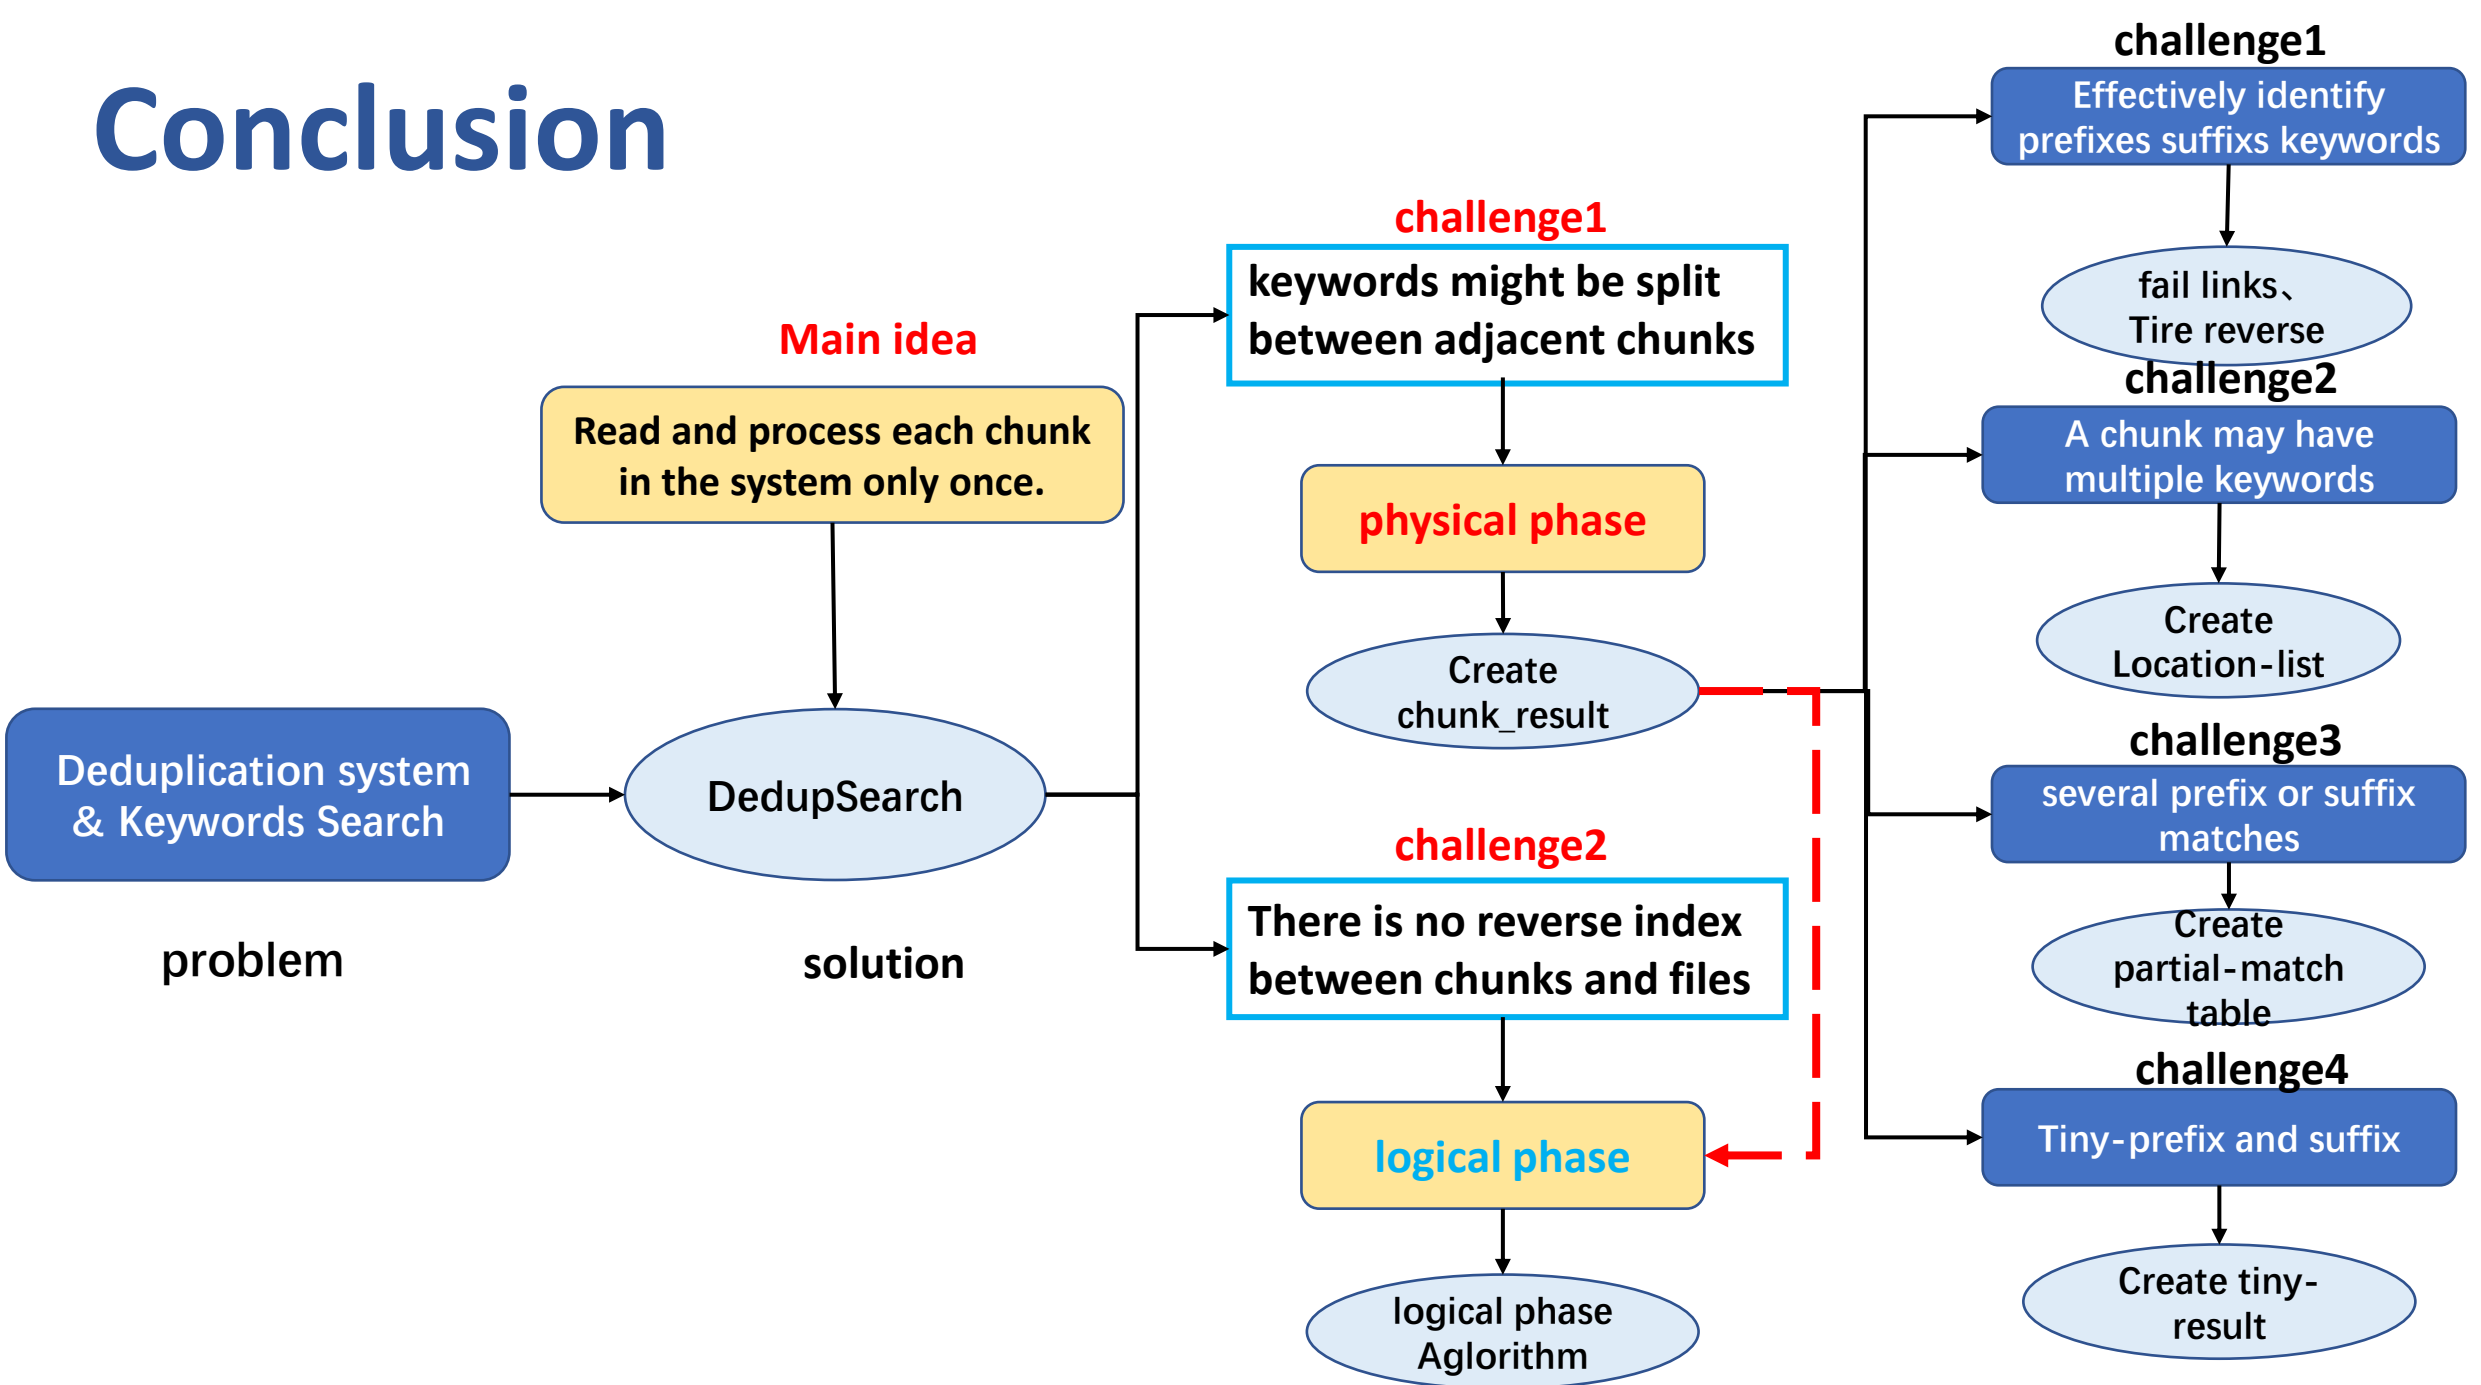 Conclusion
Deduplication system
& Keywords Search
problem
Main idea
Read and process each chunk
in the system only once.
DedupSearch
solution
challenge1
keywords might be split
between adjacent chunks
physical phase
Create
chunk_result
challenge2
There is no reverse index
between chunks and files
logical phase
logical phase
Aglorithm
challenge1
Effectively identify
prefixes suffixs keywords
fail links、
Tire reverse
challenge2
A chunk may have
multiple keywords
Create
Location-list
challenge3
several prefix or suffix
matches
Create
partial-match
table
challenge4
Tiny-prefix and suffix
Create tiny-
result